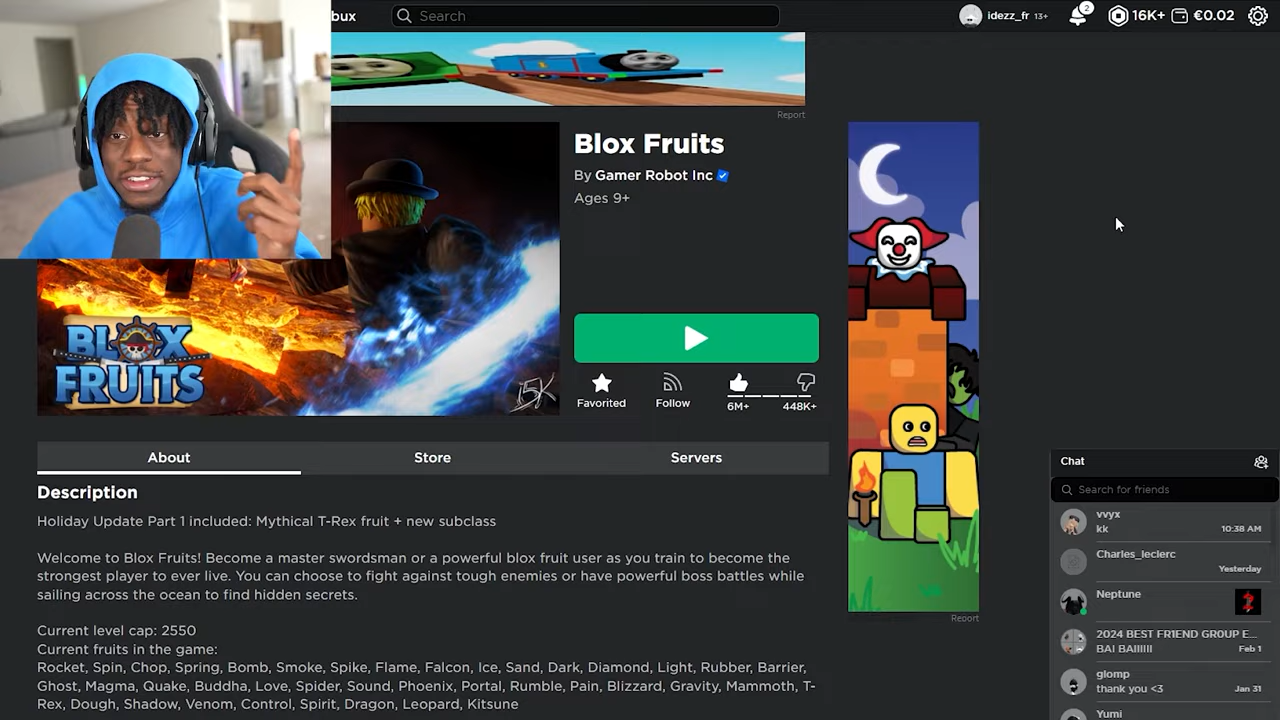 bux
Search
idezz_fr 13+
2
16K+
€0.02
Report
Blox Fruits
By Gamer Robot Inc
Ages 9+
BLOX
FRUITS
Favorited
Follow
6M+
448K+
About
Store
Servers
Description
Holiday Update Part 1 included: Mythical T-Rex fruit + new subclass
Welcome to Blox Fruits! Become a master swordsman or a powerful blox fruit user as you train to become the
strongest player to ever live. You can choose to fight against tough enemies or have powerful boss battles while
sailing across the ocean to find hidden secrets.
Current level cap: 2550
Current fruits in the game:
Rocket, Spin, Chop, Spring, Bomb, Smoke, Spike, Flame, Falcon, Ice, Sand, Dark, Diamond, Light, Rubber, Barrier,
Ghost, Magma, Quake, Buddha, Love, Spider, Sound, Phoenix, Portal, Rumble, Pain, Blizzard, Gravity, Mammoth, T-
Rex, Dough, Shadow, Venom, Control, Spirit, Dragon, Leopard, Kitsune
Report
Chat
Search for friends
vvyx
kk
10:38 AM
Charles_leclerc
Yesterday
Neptune
2024 BEST FR1END GR0UP E...
BAI BAIIIIII
Feb 1
glomp
thank you <3
Jan 31
Yumi